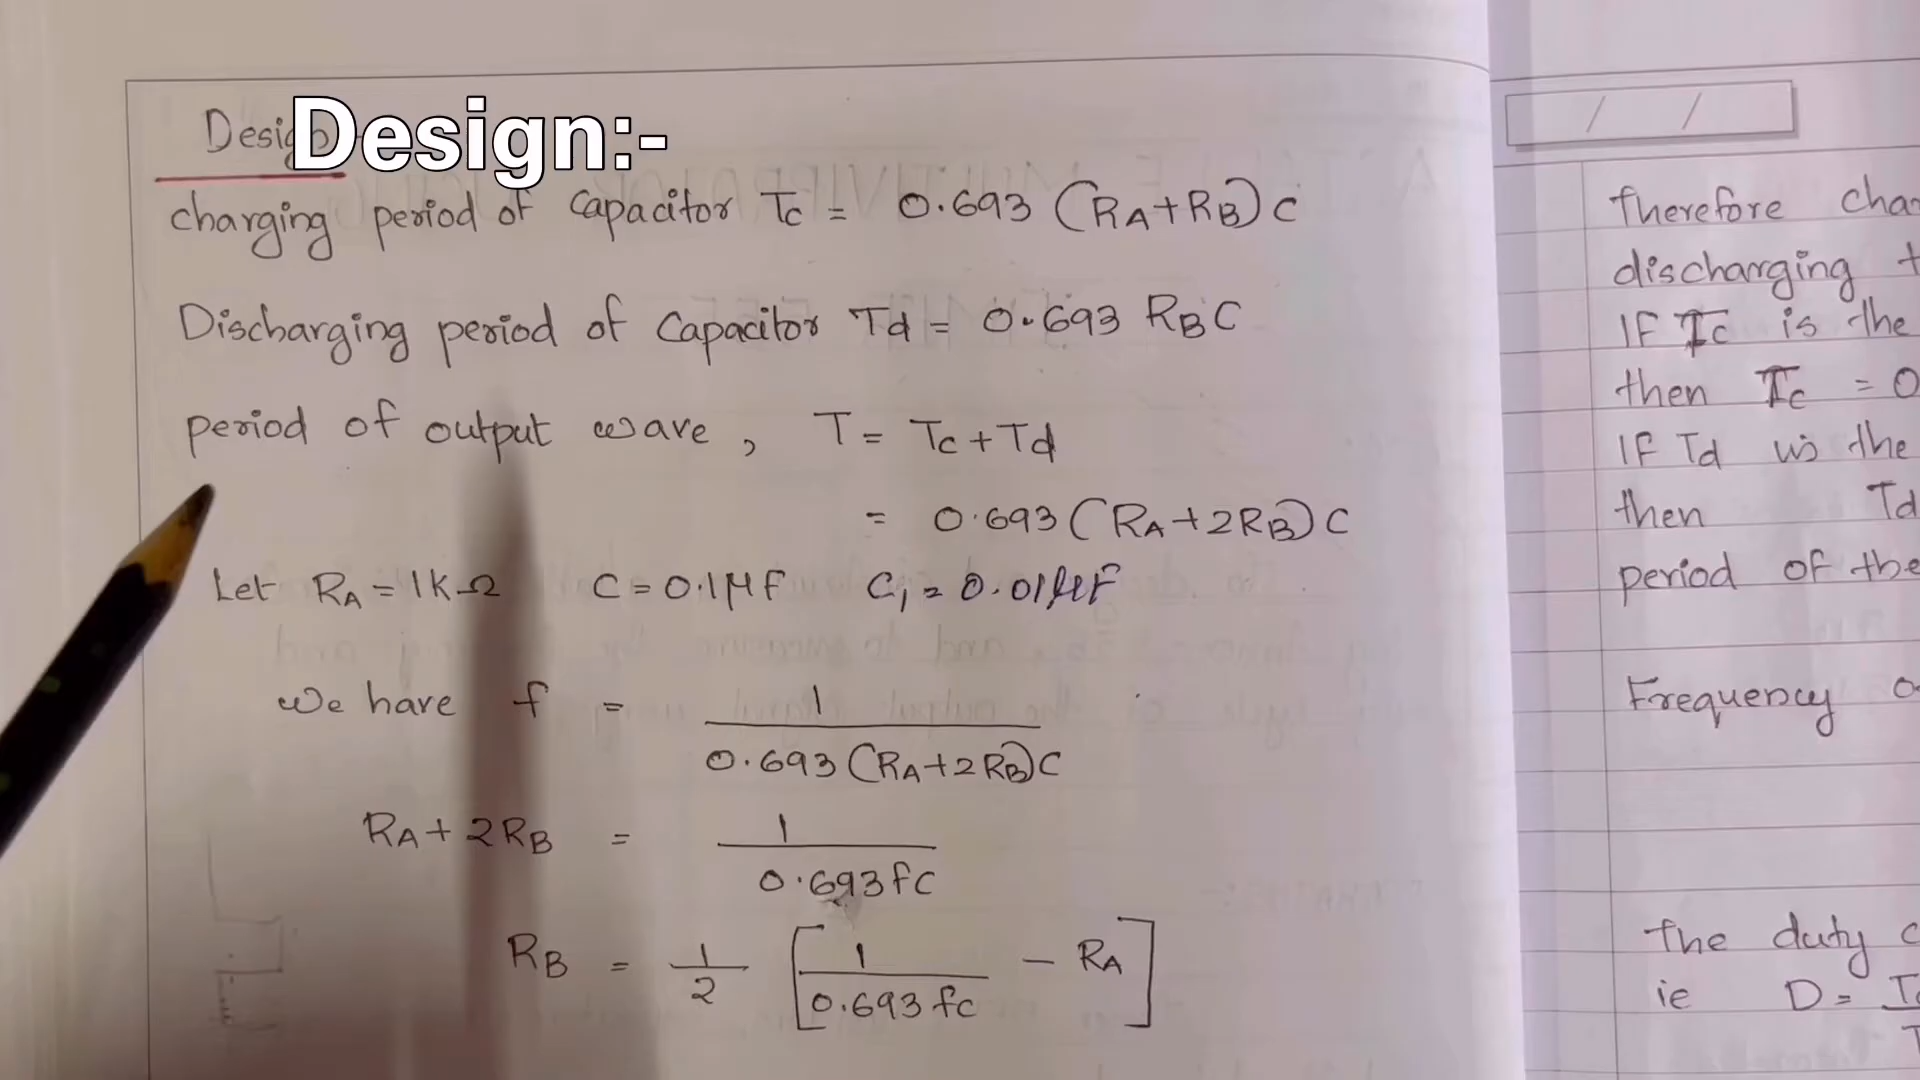 Design
Design:-
charging period of capacitor Tc = 0.693 (RA+RB)C
Discharging period of capacitor Td = 0.693 RBC
period of output wave, T = Tc+Td
= 0.693(RA+2RB)C
Let RA=1KΩ C=0.1μf C1=0.01μF
we have f = 1/0.693(RA+2RB)C
RA+2RB = 1/0.693fC
RB = 1/2 [1/0.693fc - RA]
/ /
therefore cha
discharging t
IF Tc is the
then Tc = 0
IF Td is the
then Td
period of the
Frequency o
the duty c
ie D= T